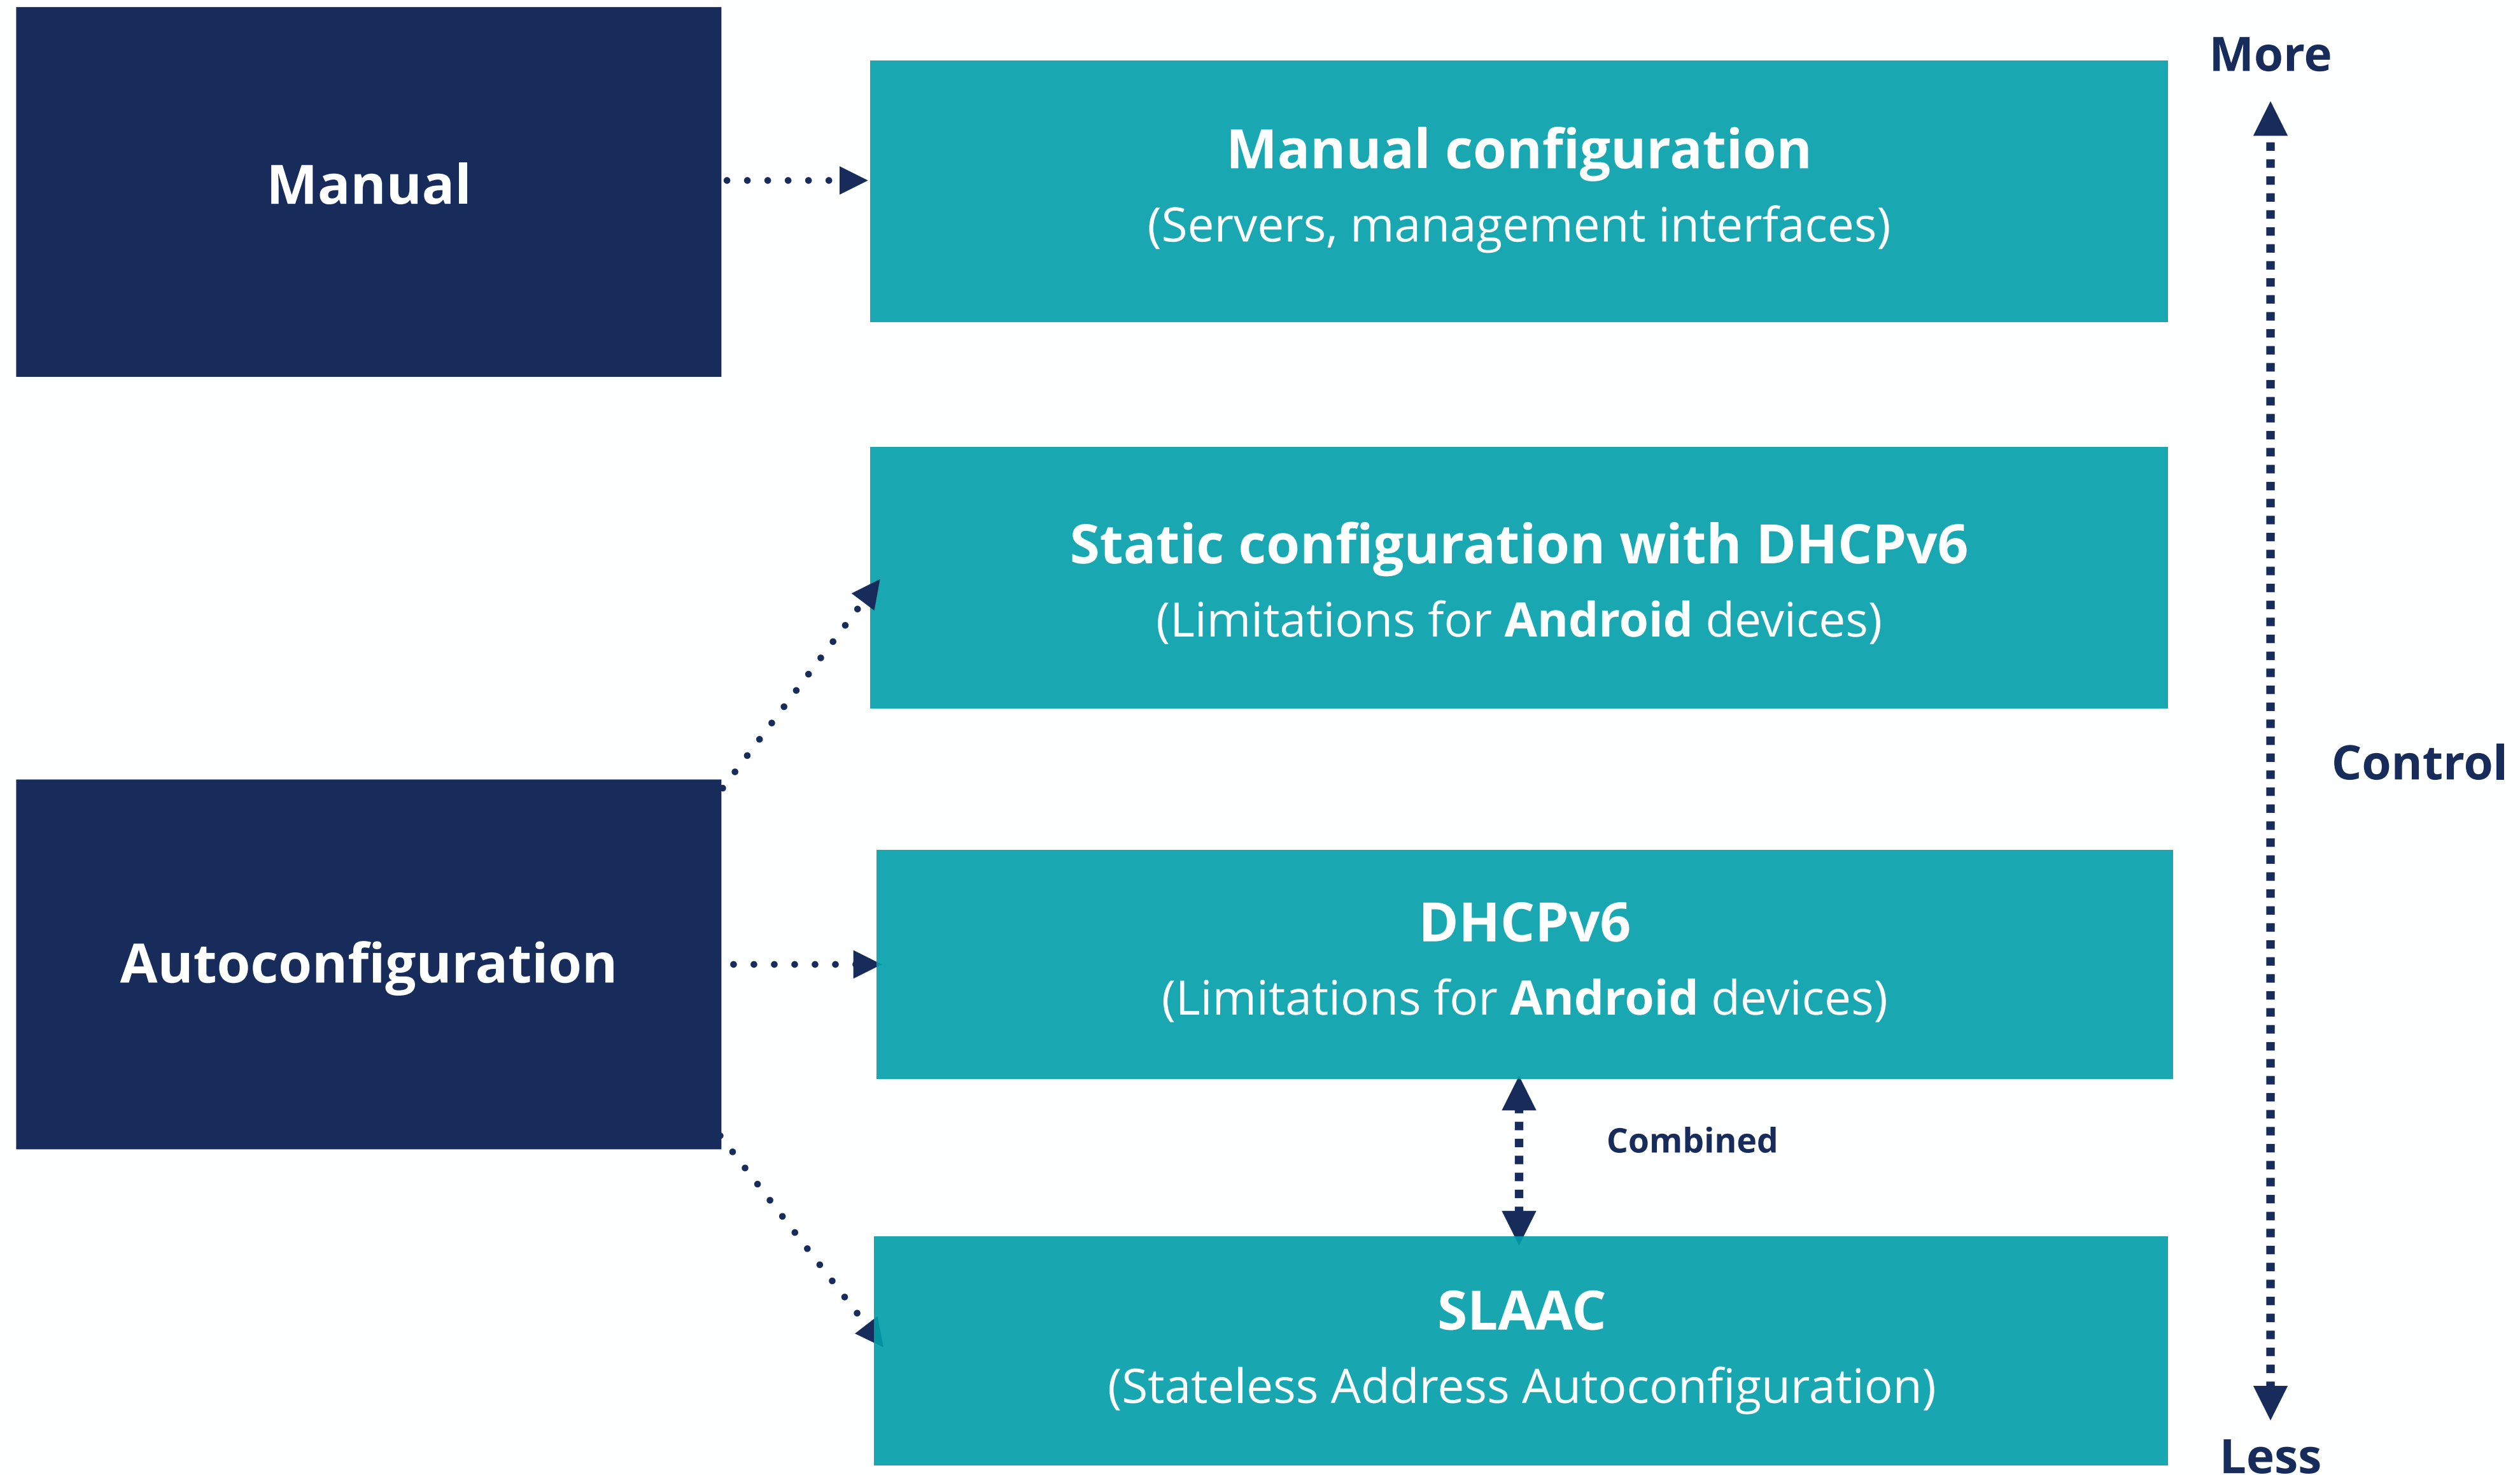 Manual
Manual configuration
(Servers, management interfaces)
Static configuration with DHCPv6
(Limitations for Android devices)
Autoconfiguration
DHCPv6
(Limitations for Android devices)
Combined
SLAAC
(Stateless Address Autoconfiguration)
More
Control
Less